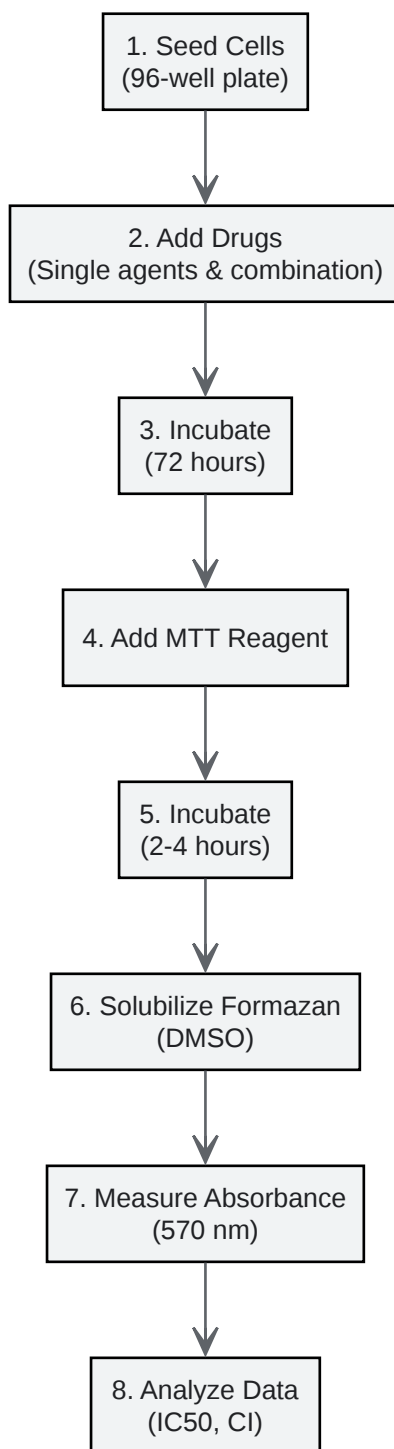 1. Seed Cells
(96-well plate)
2. Add Drugs
(Single agents & combination)
3. Incubate
(72 hours)
4. Add MTT Reagent
5. Incubate
(2-4 hours)
6. Solubilize Formazan
(DMSO)
7. Measure Absorbance
(570 nm)
8. Analyze Data
(IC50, CI)